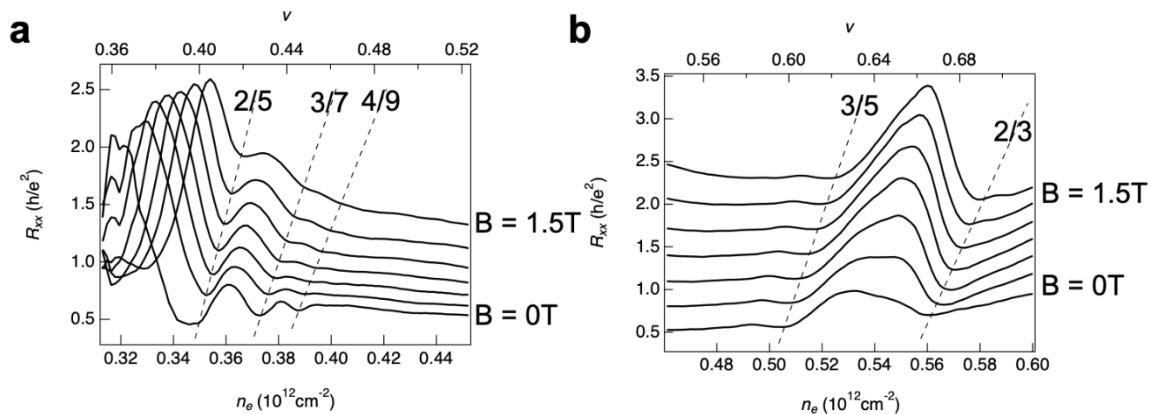 a
ν
0.36 0.40 0.44 0.48 0.52
2.5
2.0
1.5
1.0
0.5
Rxx (h/e²)
2/5 3/7 4/9
B = 1.5T
B = 0T
0.32 0.34 0.36 0.38 0.40 0.42 0.44
ne (10¹²cm⁻²)
b
ν
0.56 0.60 0.64 0.68
3.5
3.0
2.5
2.0
1.5
1.0
0.5
Rxx (h/e²)
3/5
2/3
B = 1.5T
B = 0T
0.48 0.50 0.52 0.54 0.56 0.58 0.60
ne (10¹²cm⁻²)